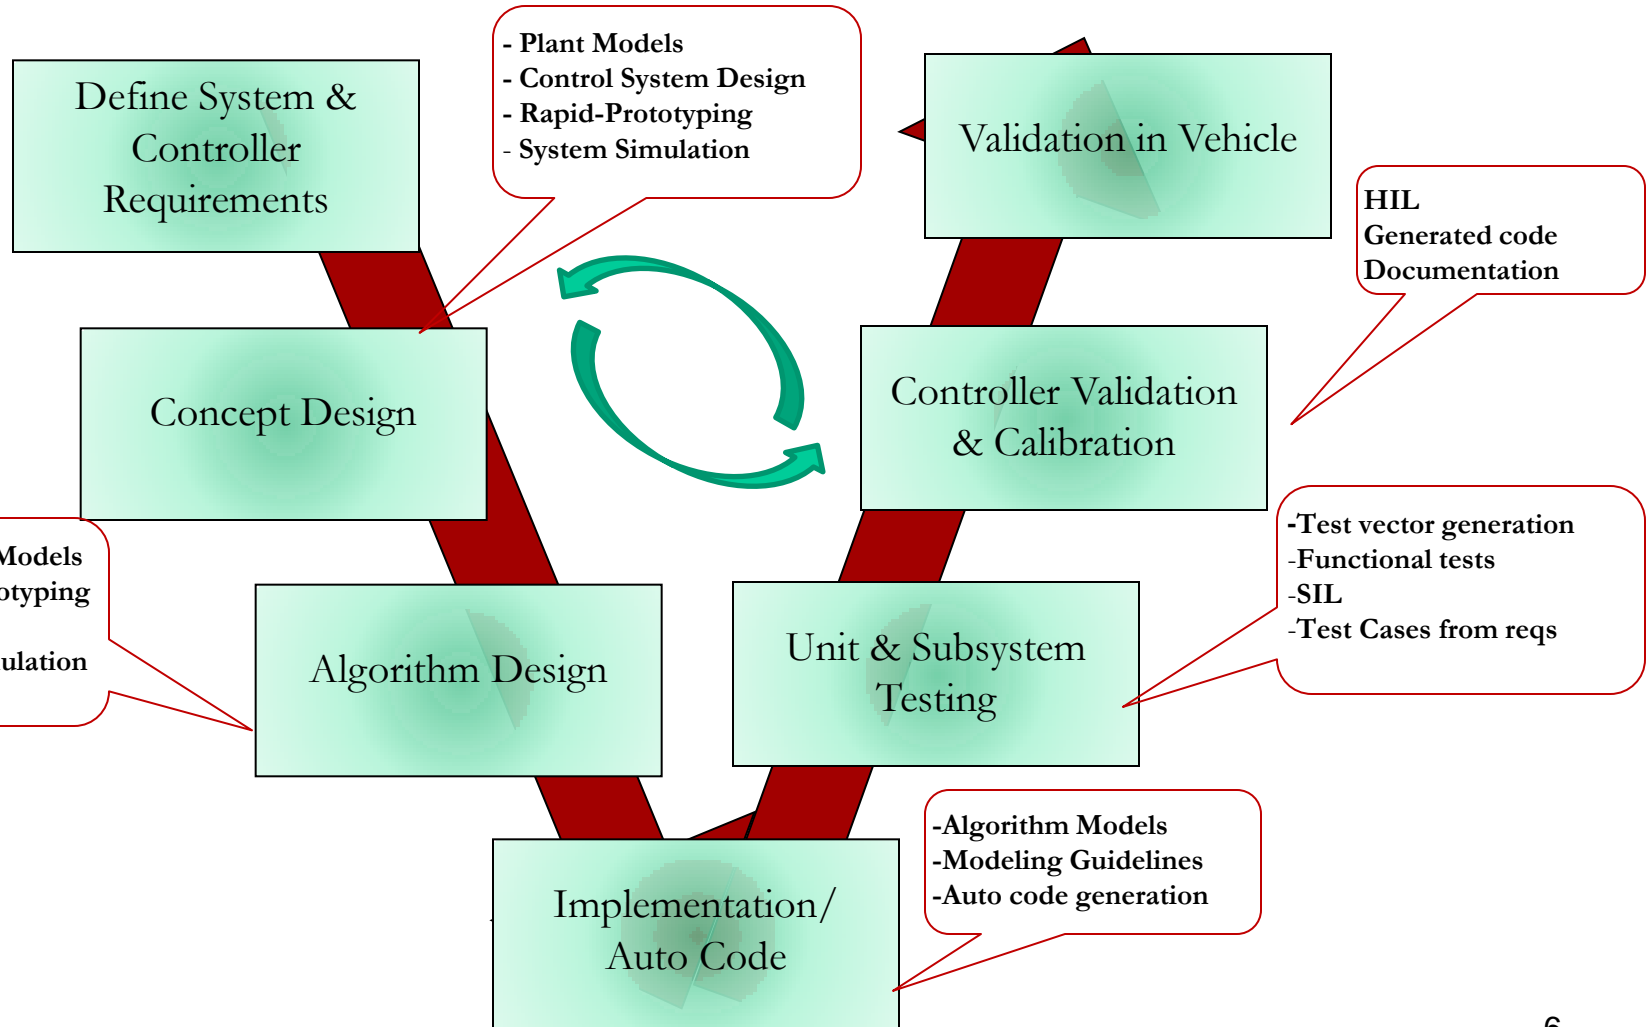 Define System &
Controller
Requirements
- Plant Models
- Control System Design
- Rapid-Prototyping
- System Simulation
Validation in Vehicle
HIL
Generated code
Documentation
Concept Design
Controller Validation
& Calibration
Models
Algorithm Design
Unit & Subsystem
Testing
-Test vector generation
-Functional tests
-SIL
-Test Cases from reqs
Implementation/
Auto Code
-Algorithm Models
-Modeling Guidelines
-Auto code generation